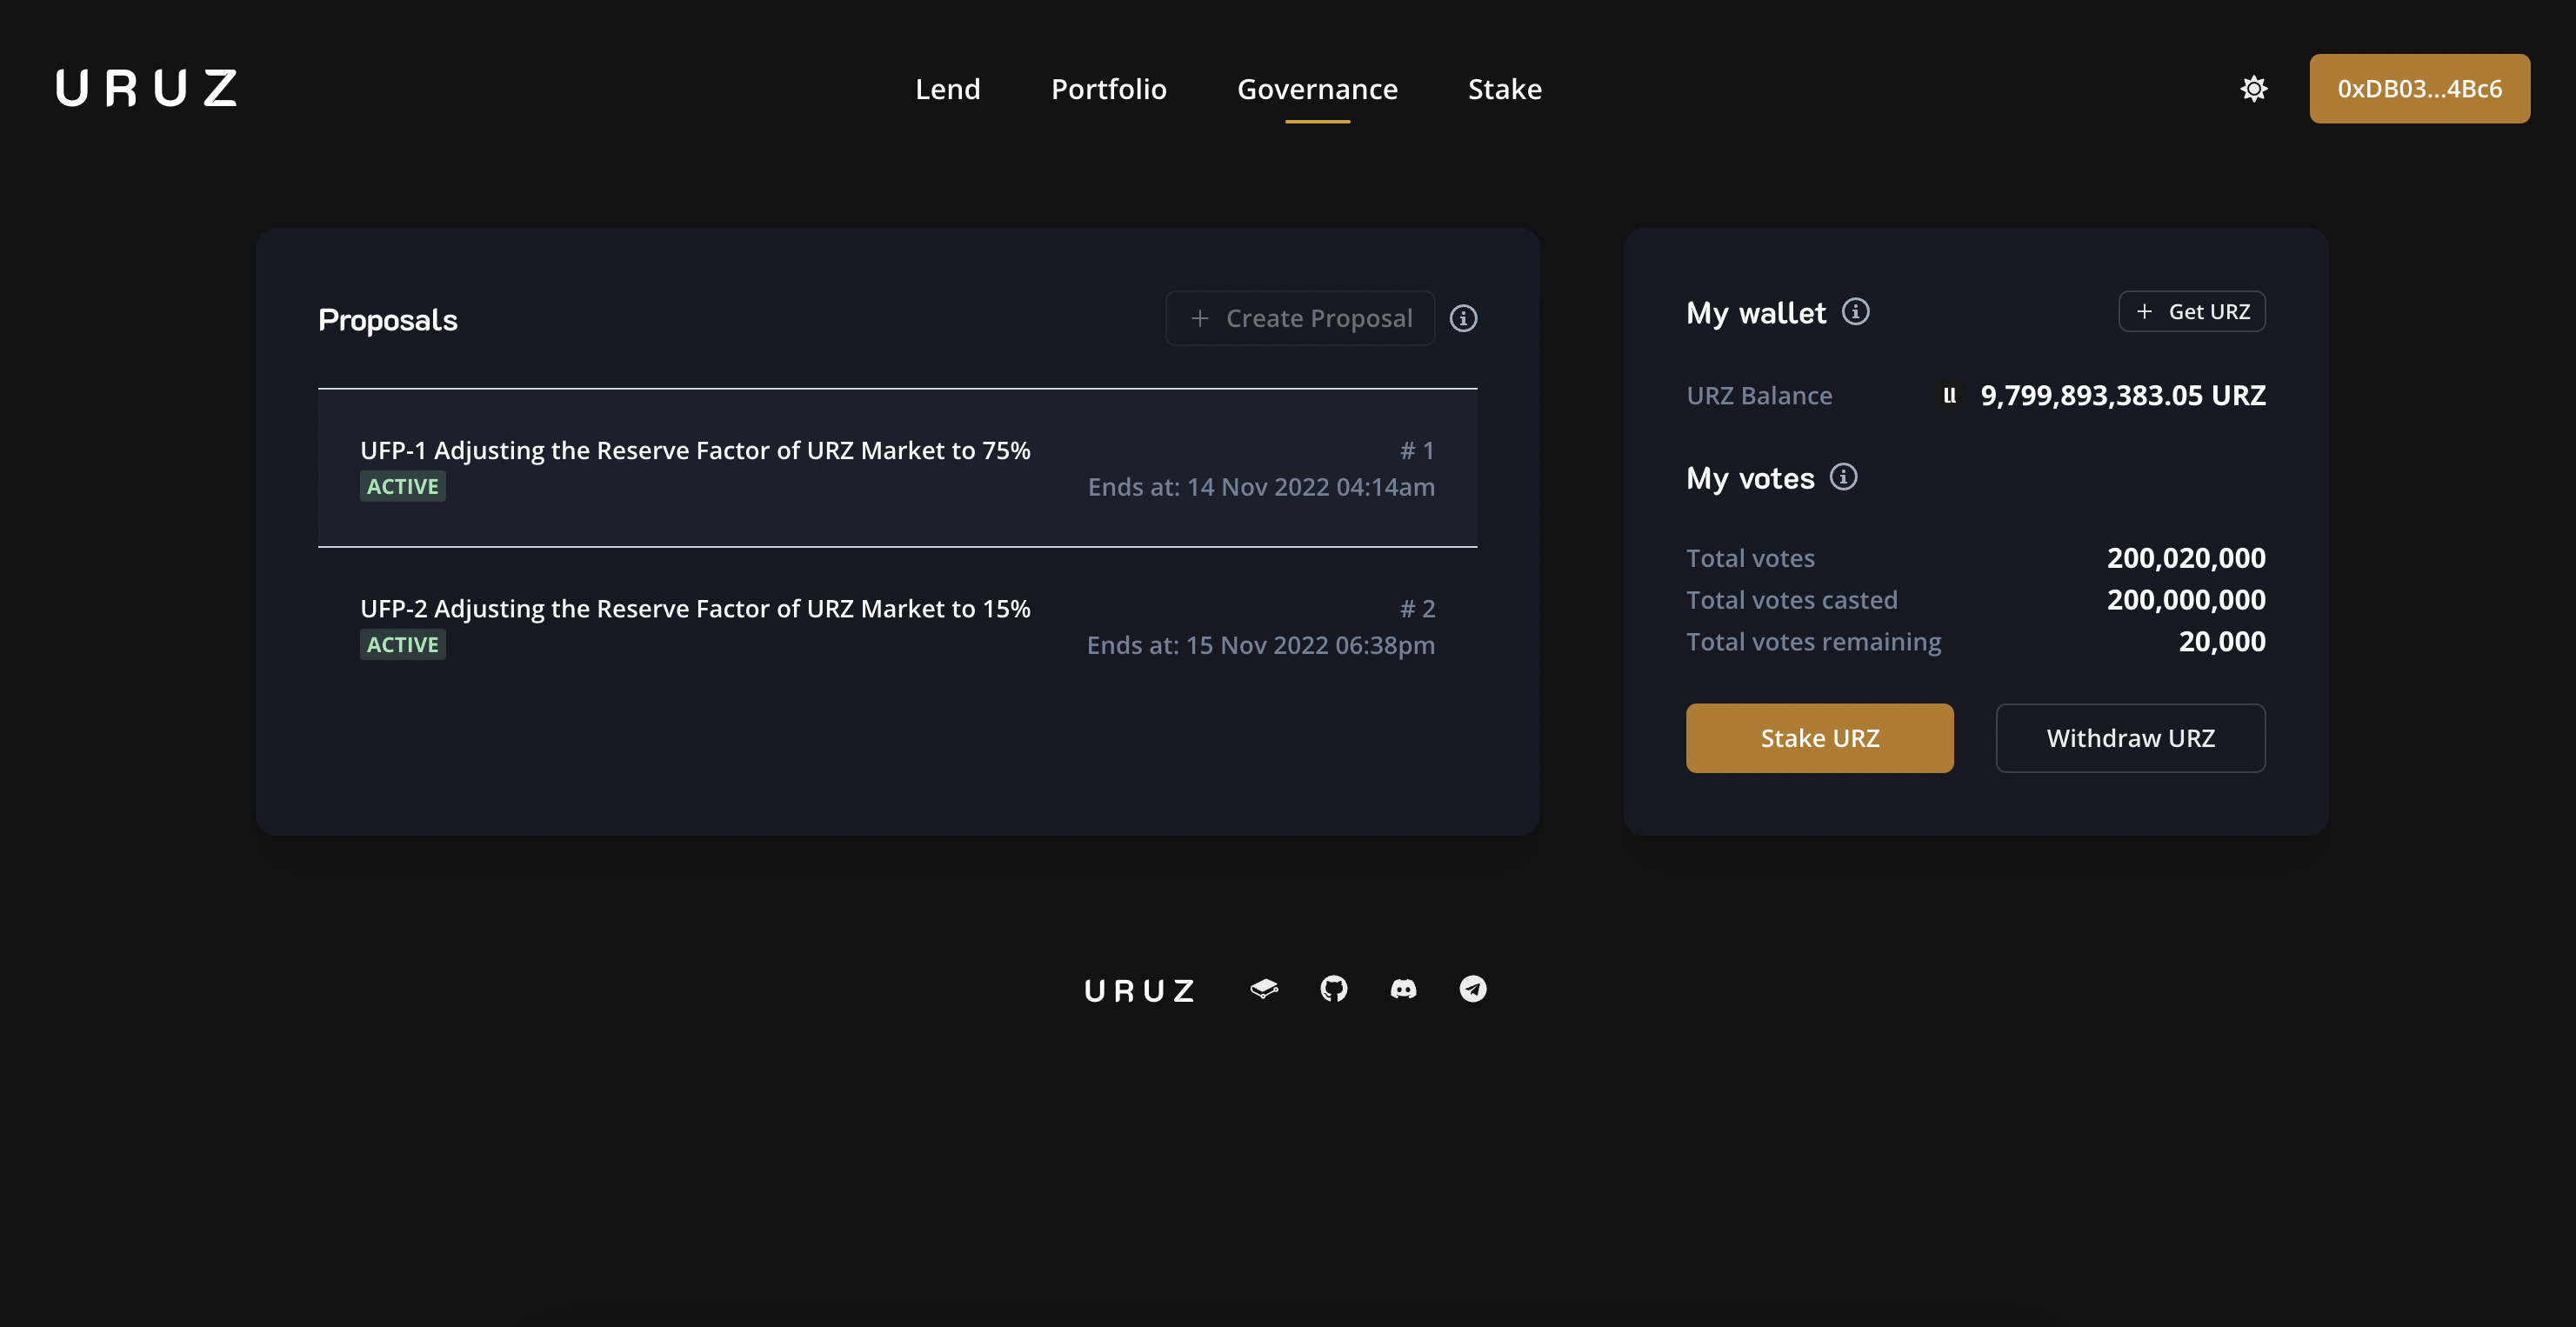 URUZ
Lend
Portfolio
Governance
Stake
0xDB03...4Bc6
Proposals
+ Create Proposal
UFP-1 Adjusting the Reserve Factor of URZ Market to 75%
# 1
ACTIVE
Ends at: 14 Nov 2022 04:14am
UFP-2 Adjusting the Reserve Factor of URZ Market to 15%
# 2
ACTIVE
Ends at: 15 Nov 2022 06:38pm
My wallet
+ Get URZ
URZ Balance
9,799,893,383.05 URZ
My votes
Total votes
200,020,000
Total votes casted
200,000,000
Total votes remaining
20,000
Stake URZ
Withdraw URZ
URUZ